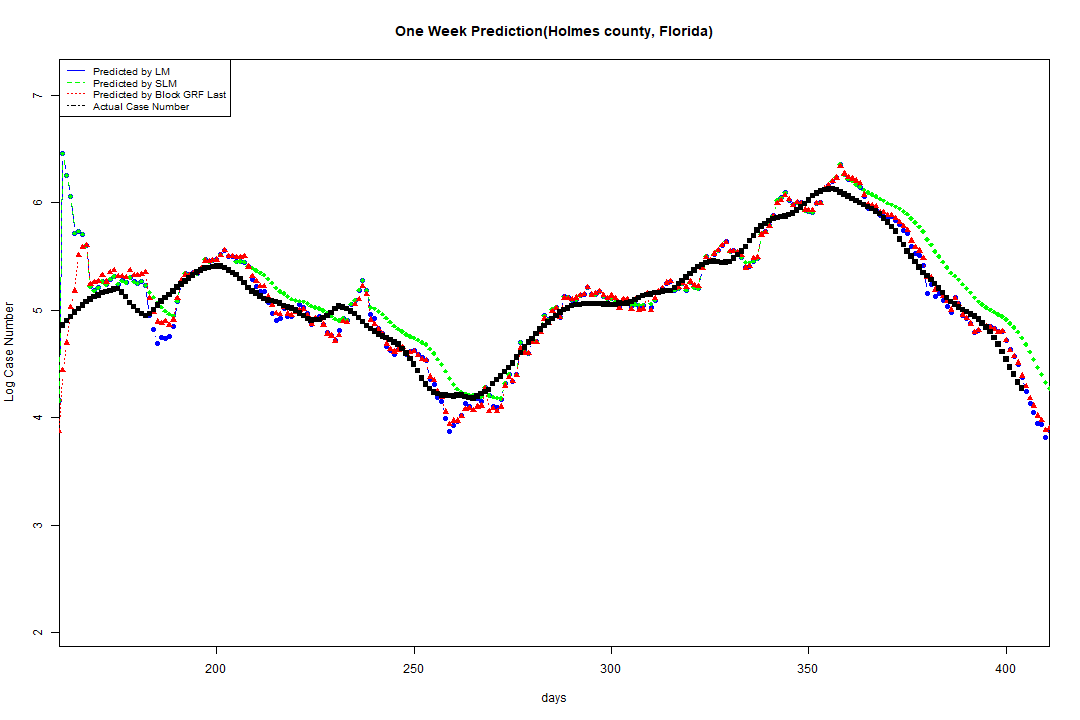 One Week Prediction(Holmes county, Florida)
Predicted by LM
Predicted by SLM
Predicted by Block GRF Last
Actual Case Number
7
6
5
4
3
2
Log Case Number
200 250 300 350 400
days